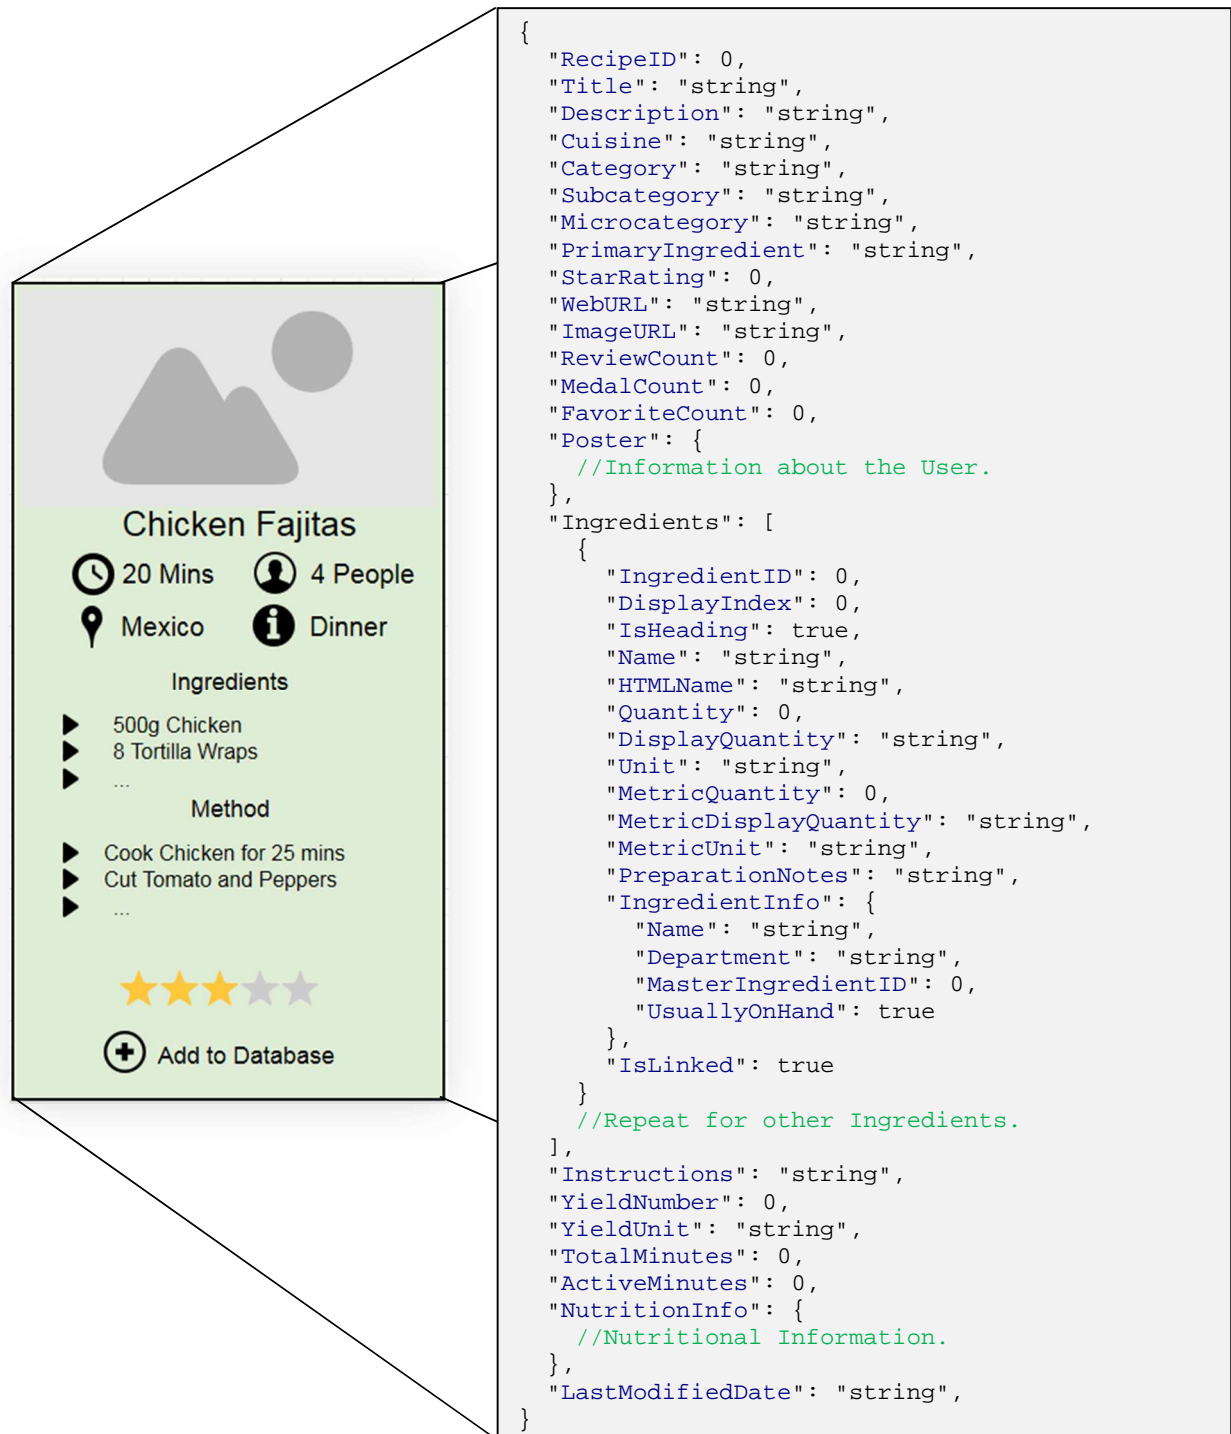 Chicken Fajitas
20 Mins 4 People
Mexico Dinner
Ingredients
500g Chicken
8 Tortilla Wraps
...
Method
Cook Chicken for 25 mins
Cut Tomato and Peppers
...
Add to Database
{
  "RecipeID": 0,
  "Title": "string",
  "Description": "string",
  "Cuisine": "string",
  "Category": "string",
  "Subcategory": "string",
  "Microcategory": "string",
  "PrimaryIngredient": "string",
  "StarRating": 0,
  "WebURL": "string",
  "ImageURL": "string",
  "ReviewCount": 0,
  "MedalCount": 0,
  "FavoriteCount": 0,
  "Poster": {
    //Information about the User.
  },
  "Ingredients": [
    {
      "IngredientID": 0,
      "DisplayIndex": 0,
      "IsHeading": true,
      "Name": "string",
      "HTMLName": "string",
      "Quantity": 0,
      "DisplayQuantity": "string",
      "Unit": "string",
      "MetricQuantity": 0,
      "MetricDisplayQuantity": "string",
      "MetricUnit": "string",
      "PreparationNotes": "string",
      "IngredientInfo": {
        "Name": "string",
        "Department": "string",
        "MasterIngredientID": 0,
        "UsuallyOnHand": true
      },
      "IsLinked": true
    }
    //Repeat for other Ingredients.
  ],
  "Instructions": "string",
  "YieldNumber": 0,
  "YieldUnit": "string",
  "TotalMinutes": 0,
  "ActiveMinutes": 0,
  "NutritionInfo": {
    //Nutritional Information.
  },
  "LastModifiedDate": "string",
}